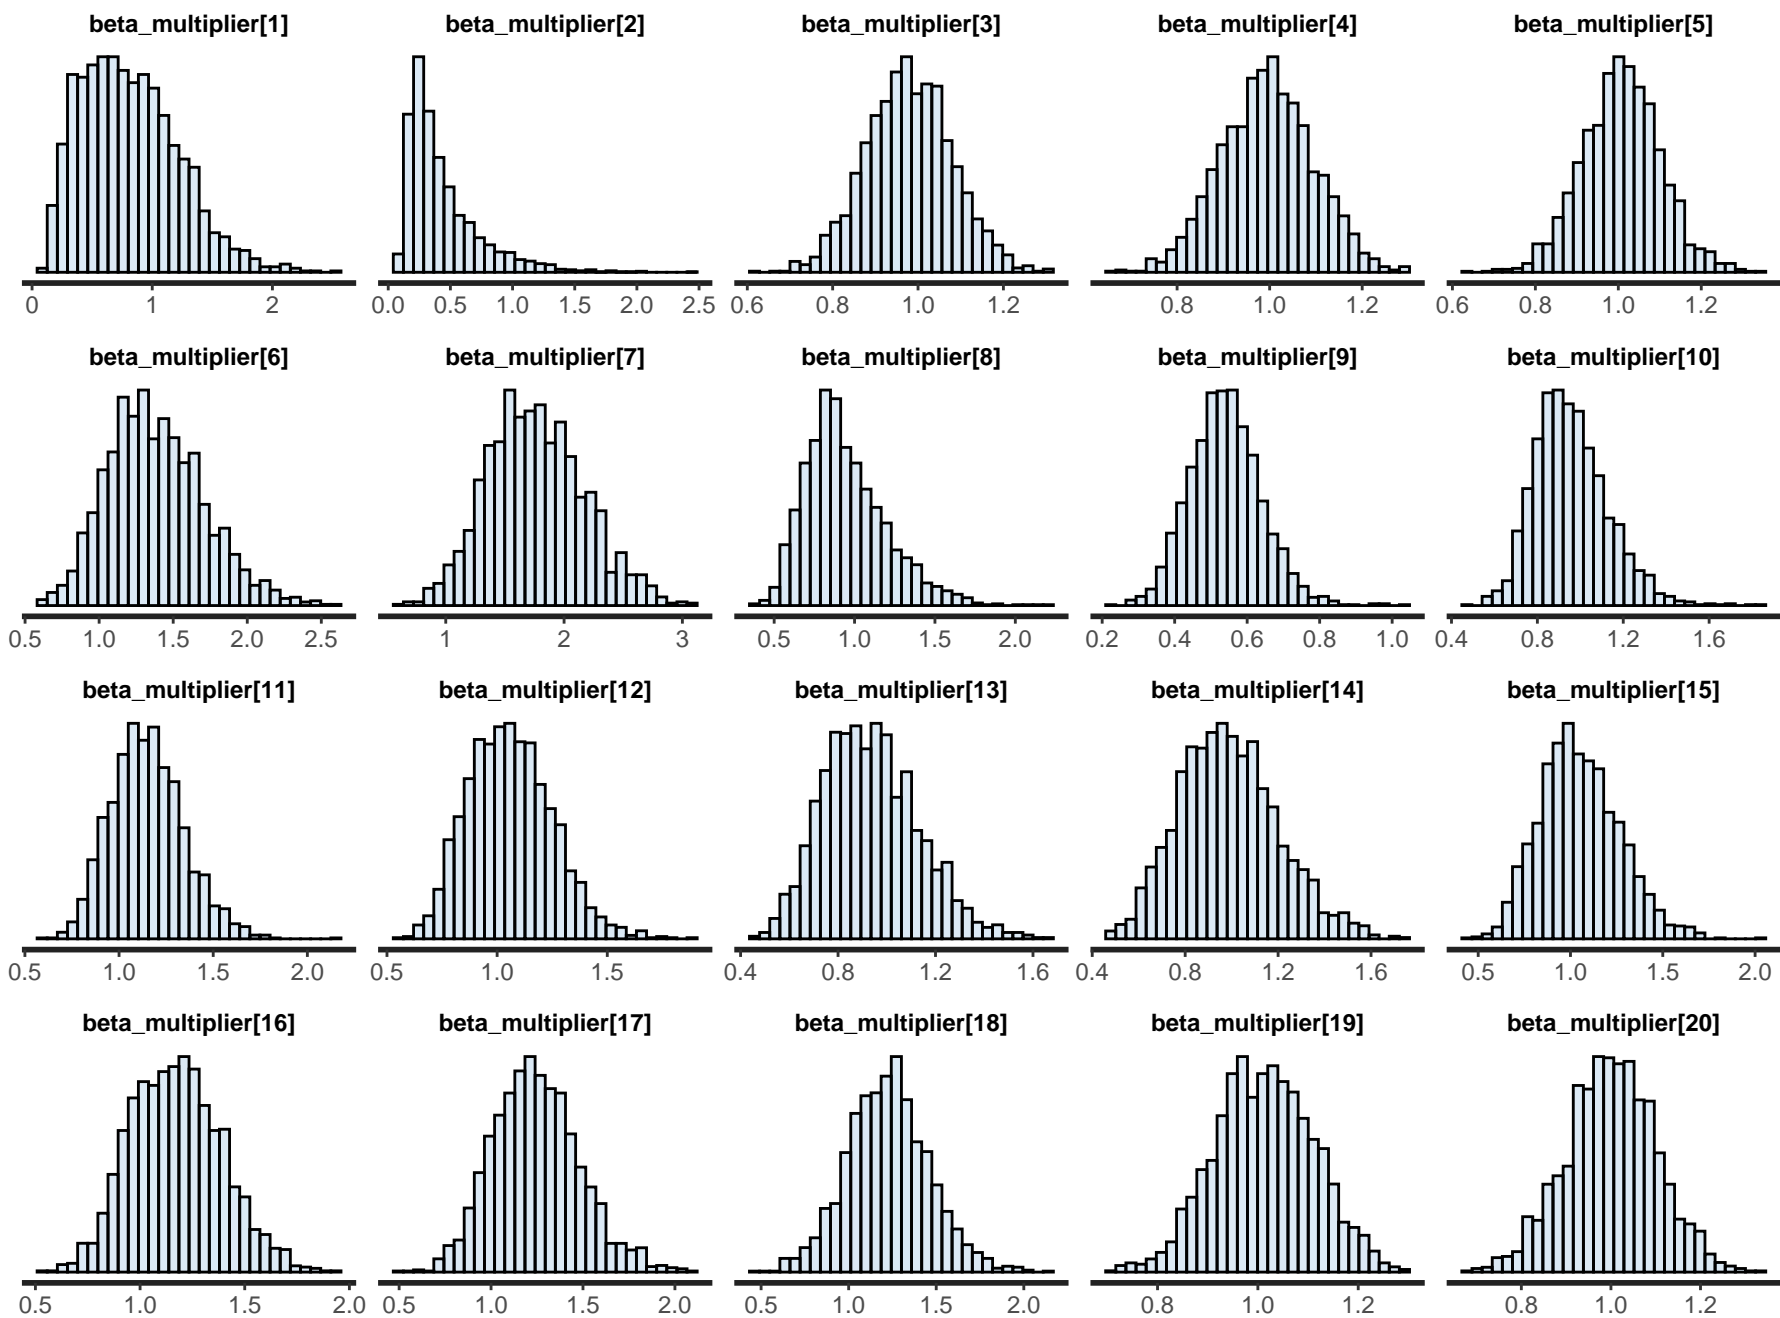 beta_multiplier[1] beta_multiplier[2] beta_multiplier[3] beta_multiplier[4] beta_multiplier[5]
0 1 2 0.0 0.5 1.0 1.5 2.0 2.5 0.6 0.8 1.0 1.2 0.8 1.0 1.2 0.6 0.8 1.0 1.2
beta_multiplier[6] beta_multiplier[7] beta_multiplier[8] beta_multiplier[9] beta_multiplier[10]
0.5 1.0 1.5 2.0 2.5 1 2 3 0.5 1.0 1.5 2.0 0.2 0.4 0.6 0.8 1.0 0.4 0.8 1.2 1.6
beta_multiplier[11] beta_multiplier[12] beta_multiplier[13] beta_multiplier[14] beta_multiplier[15]
0.5 1.0 1.5 2.0 0.5 1.0 1.5 0.4 0.8 1.2 1.6 0.4 0.8 1.2 1.6 0.5 1.0 1.5 2.0
beta_multiplier[16] beta_multiplier[17] beta_multiplier[18] beta_multiplier[19] beta_multiplier[20]
0.5 1.0 1.5 2.0 0.5 1.0 1.5 2.0 0.5 1.0 1.5 2.0 0.8 1.0 1.2 0.8 1.0 1.2